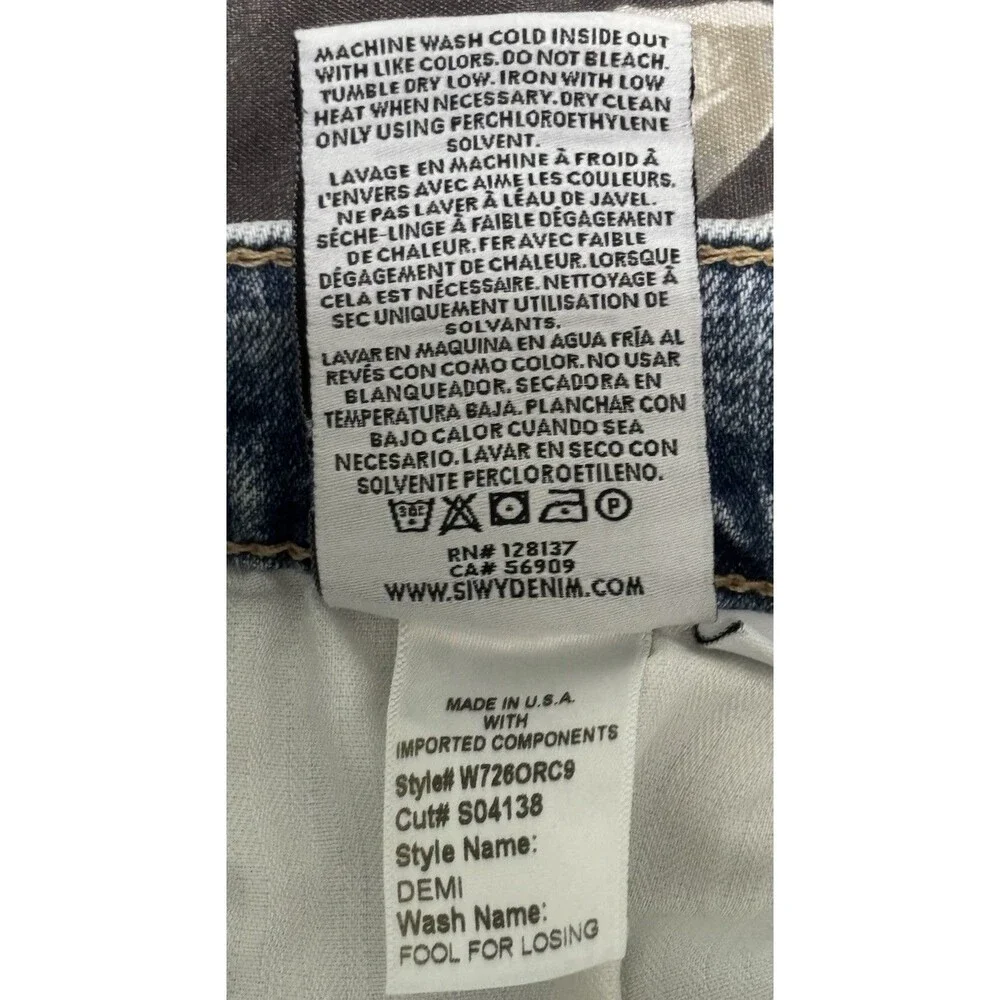 MACHINE WASH COLD INSIDE OUT
WITH LIKE COLORS. DO NOT BLEACH.
TUMBLE DRY LOW. IRON WITH LOW
HEAT WHEN NECESSARY. DRY CLEAN
ONLY USING PERCHLOROETHYLENE
SOLVENT.
LAVAGE EN MACHINE À FROID À
L'ENVERS AVEC AIME LES COULEURS.
NE PAS LAVER À LÉAU DE JAVEL.
SÉCHE-LINGE À FAIBLE DÉGAGEMENT
DE CHALEUR. FER AVEC FAIBLE
DÉGAGEMENT DE CHALEUR. LORSQUE
CELA EST NÉCESSAIRE. NETTOYAGE À
SEC UNIQUEMENT UTILISATION DE
SOLVANTS.
LAVAR EN MAQUINA EN AGUA FRÍA AL
REVÉS CON COMO COLOR. NO USAR
BLANQUEADOR. SECADORA EN
TEMPERATURA BAJA. PLANCHAR CON
BAJO CALOR CUANDO SEA
NECESARIO. LAVAR EN SECO CON
SOLVENTE PERCLOROETILENO.
30C P
RN# 128137
CA# 56909
WWW.SIWYDENIM.COM
MADE IN U.S.A.
WITH
IMPORTED COMPONENTS
Style# W726ORC9
Cut# S04138
Style Name:
DEMI
Wash Name:
FOOL FOR LOSING